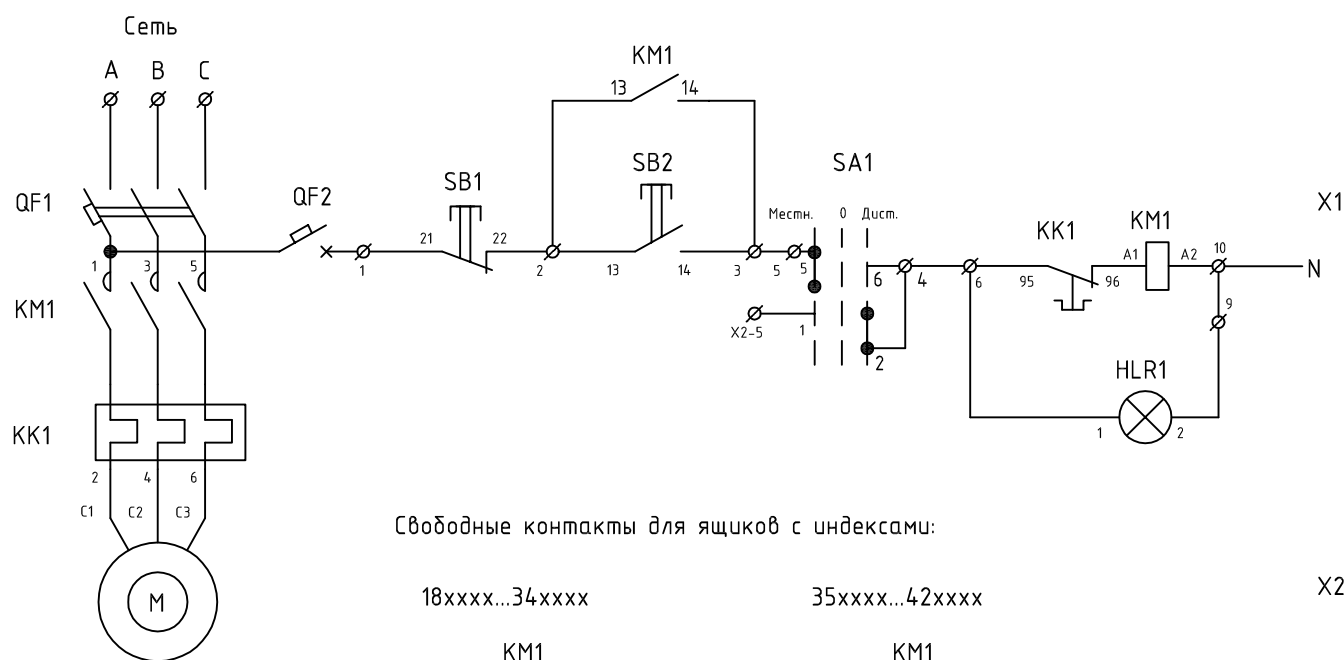 Сеть
A B C
KM1
13 14
QF1
QF2
SB1
SB2
SA1
X1
Местн. 0 Дист.
KK1
KM1
21 22
A1 A2 10
1 3 5
1
2
13 14
3
5
5
6
4
6
95 96
N
KM1
X2-5
1
9
2
HLR1
KK1
1 2
2 4 6
C1 C2 C3
Свободные контакты для ящиков с индексами:
M
18xxxx...34xxxx
35xxxx...42xxxx
X2
KM1
KM1